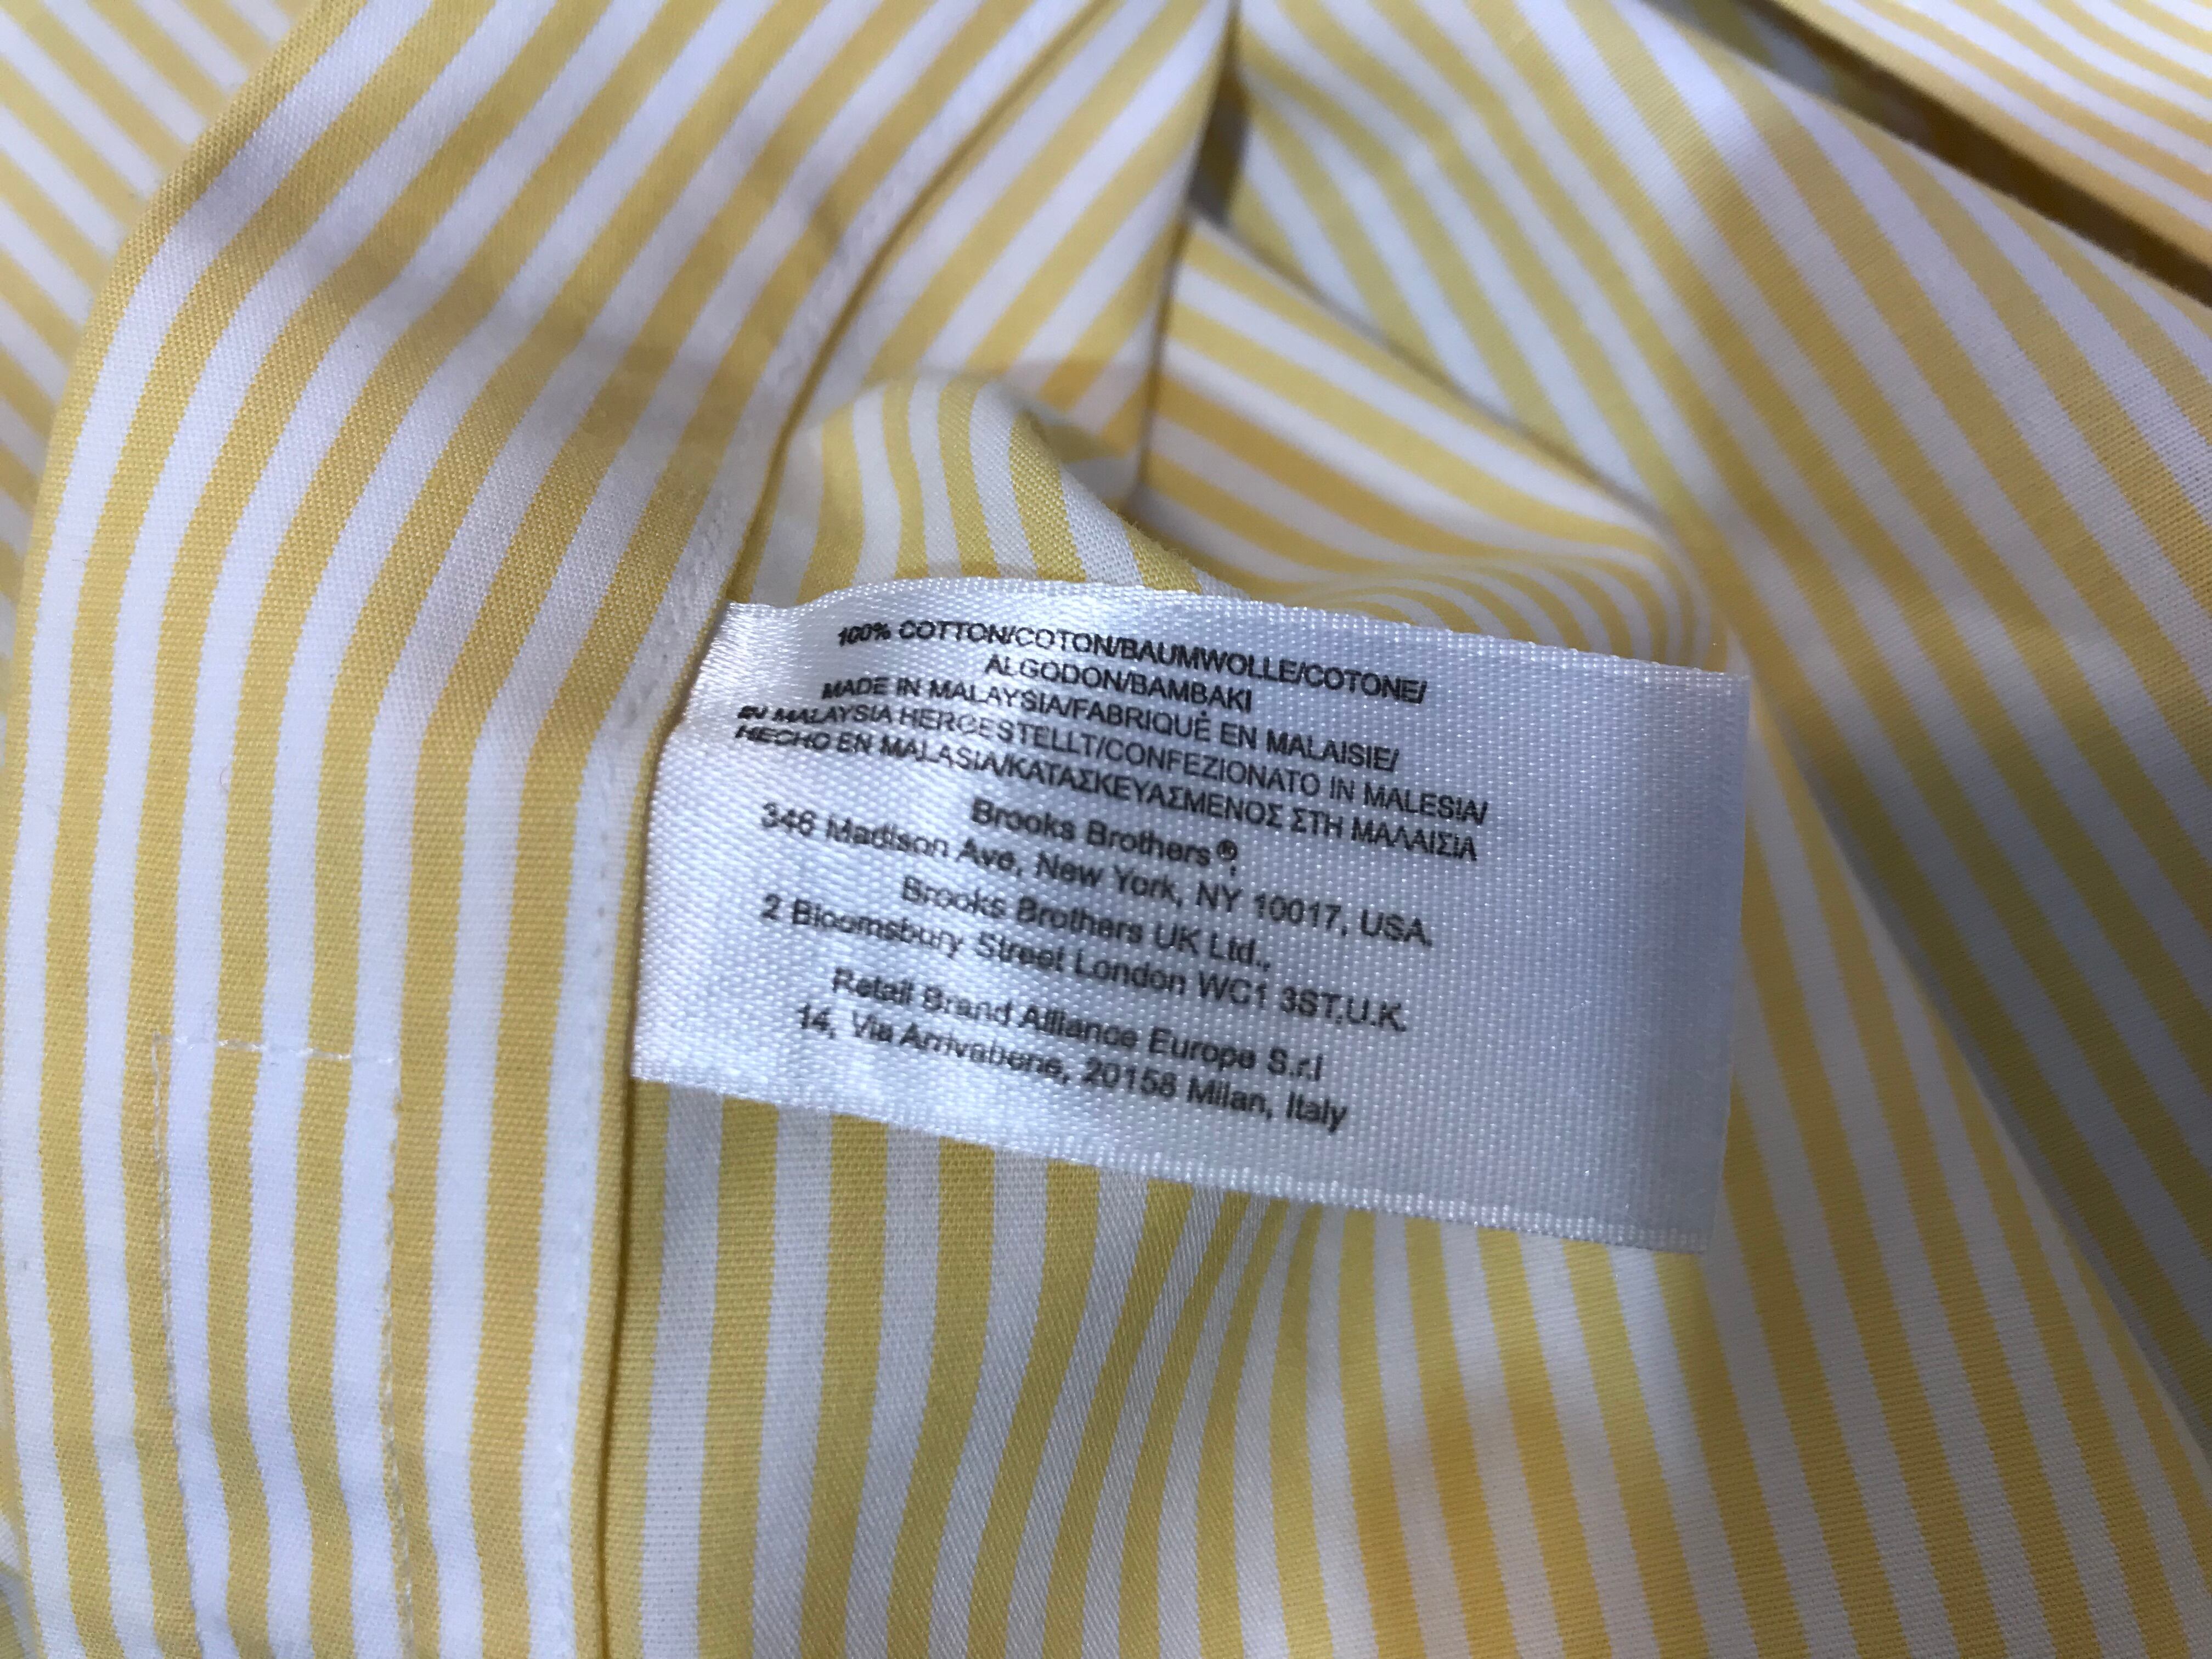 100% COTTON/COTON/BAUMWOLLE/COTONE/
ALGODON/BAMBAKI
MADE IN MALAYSIA/FABRIQUÉ EN MALAISIE/
IN MALAYSIA HERGESTELLT/CONFEZIONATO IN MALESIA/
HECHO EN MALASIA/ΚΑΤΑΣΚΕΥΑΣΜΕΝΟΣ ΣΤΗ ΜΑΛΑΙΣΙΑ
Brooks Brothers®,
346 Madison Ave, New York, NY 10017, USA.
Brooks Brothers UK Ltd.,
2 Bloomsbury Street London WC1 3ST,U.K.
Retail Brand Alliance Europe S.r.l
14, Via Arrivabene, 20158 Milan, Italy